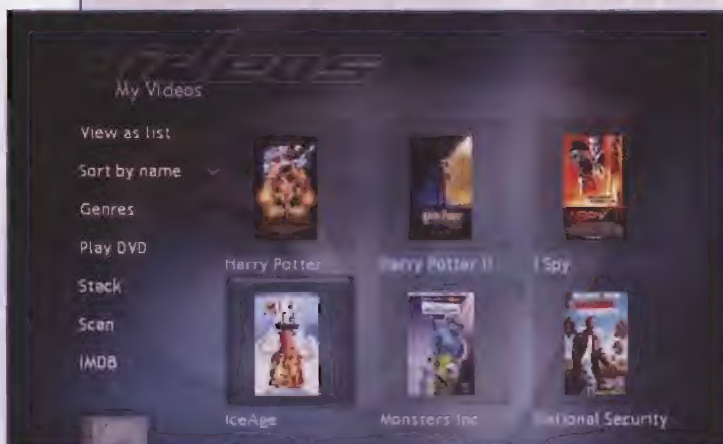 My Videos
View as list
Sort by name
Genres
Play DVD
Stack
Scan
IMDB
Harry Potter
Harry Potter II
I Spy
IceAge
Monsters Inc
National Security